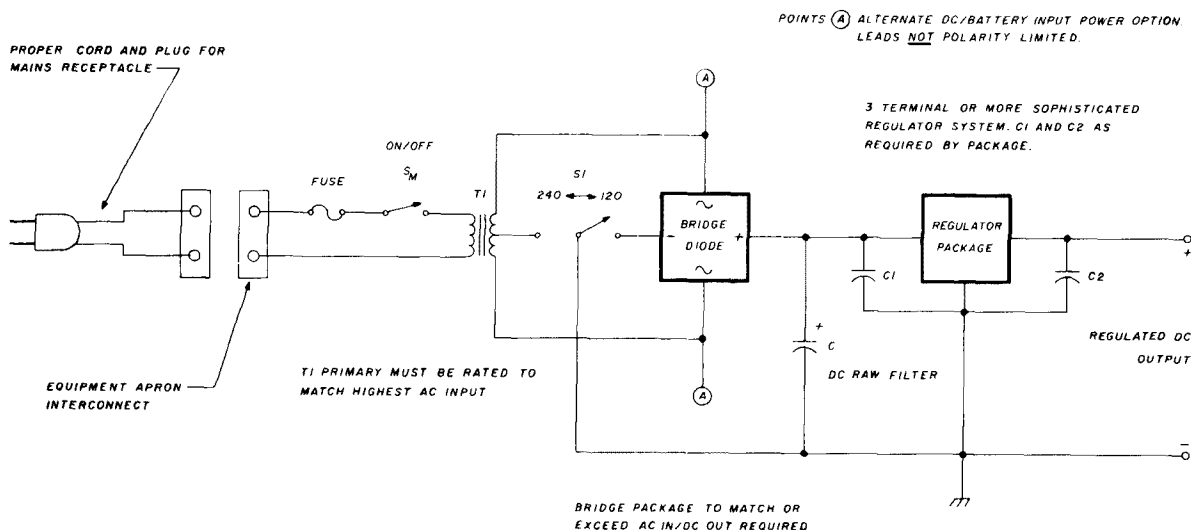 POINTS Ⓐ ALTERNATE DC/BATTERY INPUT POWER OPTION.
LEADS NOT POLARITY LIMITED.
PROPER CORD AND PLUG FOR
MAINS RECEPTACLE
A
3 TERMINAL OR MORE SOPHISTICATED
REGULATOR SYSTEM. C1 AND C2 AS
REQUIRED BY PACKAGE.
ON/OFF
SM
FUSE
T1
S1
240 ↔ 120
~
- BRIDGE +
DIODE
~
REGULATOR
PACKAGE
C1
C2
+
+
C
DC RAW FILTER
REGULATED DC
OUTPUT
T1 PRIMARY MUST BE RATED TO
MATCH HIGHEST AC INPUT
EQUIPMENT APRON
INTERCONNECT
A
-
BRIDGE PACKAGE TO MATCH OR
EXCEED AC IN/DC OUT REQUIRED